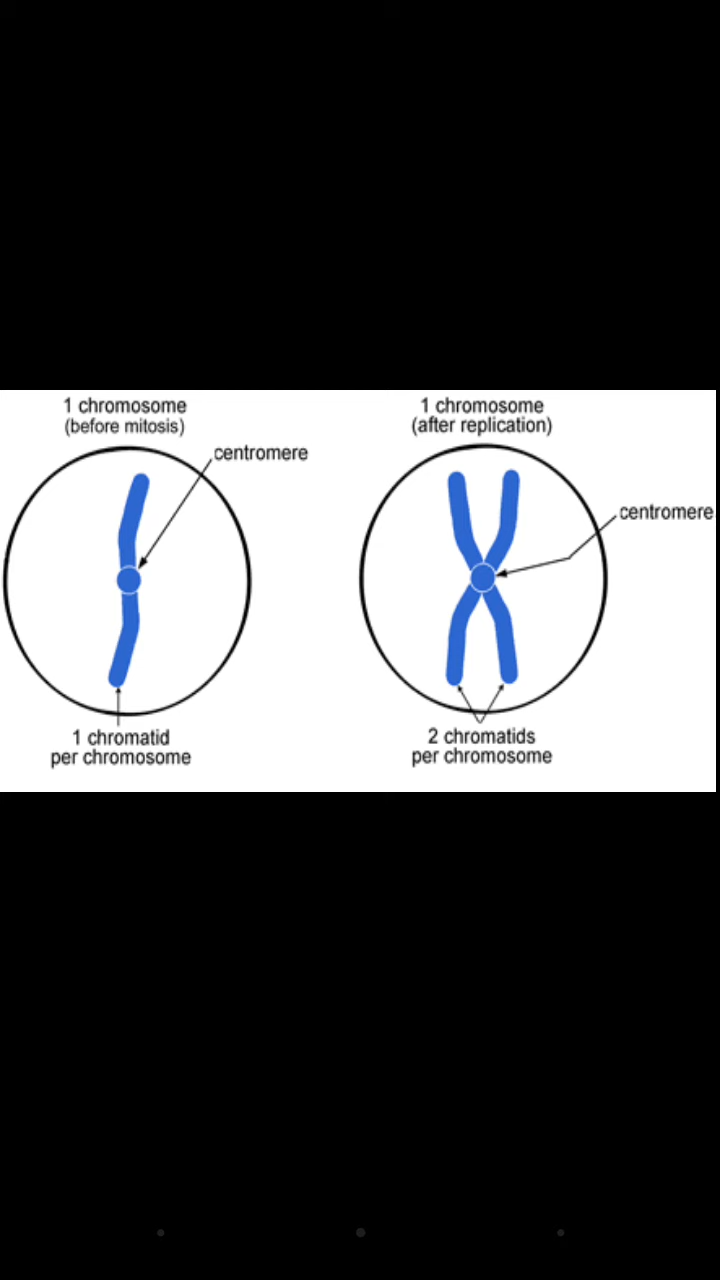 1 chromosome
(before mitosis)
centromere
1 chromatid
per chromosome
1 chromosome
(after replication)
centromere
2 chromatids
per chromosome